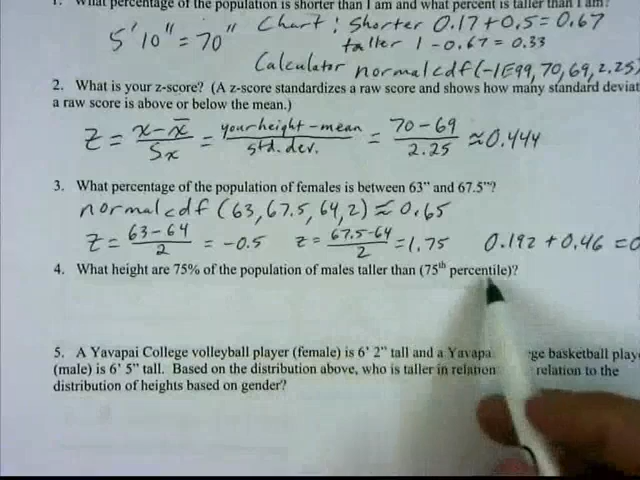 1. What percentage of the population is shorter than I am and what percent is taller than I am?
5'10" = 70" Chart: Shorter 0.17+0.5=0.67
taller 1-0.67=0.33
Calculator normalcdf(-1E99,70,69,2.25)
2. What is your z-score? (A z-score standardizes a raw score and shows how many standard deviat
a raw score is above or below the mean.)
z = x-x̄/Sx = your height-mean/std.dev. = 70-69/2.25 ≈0.444
3. What percentage of the population of females is between 63" and 67.5"?
normalcdf (63,67.5,64,2) ≈ 0.65
z = 63-64/2 = -0.5 z = 67.5-64/2 = 1.75 0.192 + 0.46 = 0
4. What height are 75% of the population of males taller than (75th percentile)?
5. A Yavapai College volleyball player (female) is 6' 2" tall and a Yavapa ge basketball play
(male) is 6' 5" tall. Based on the distribution above, who is taller in relation relation to the
distribution of heights based on gender?